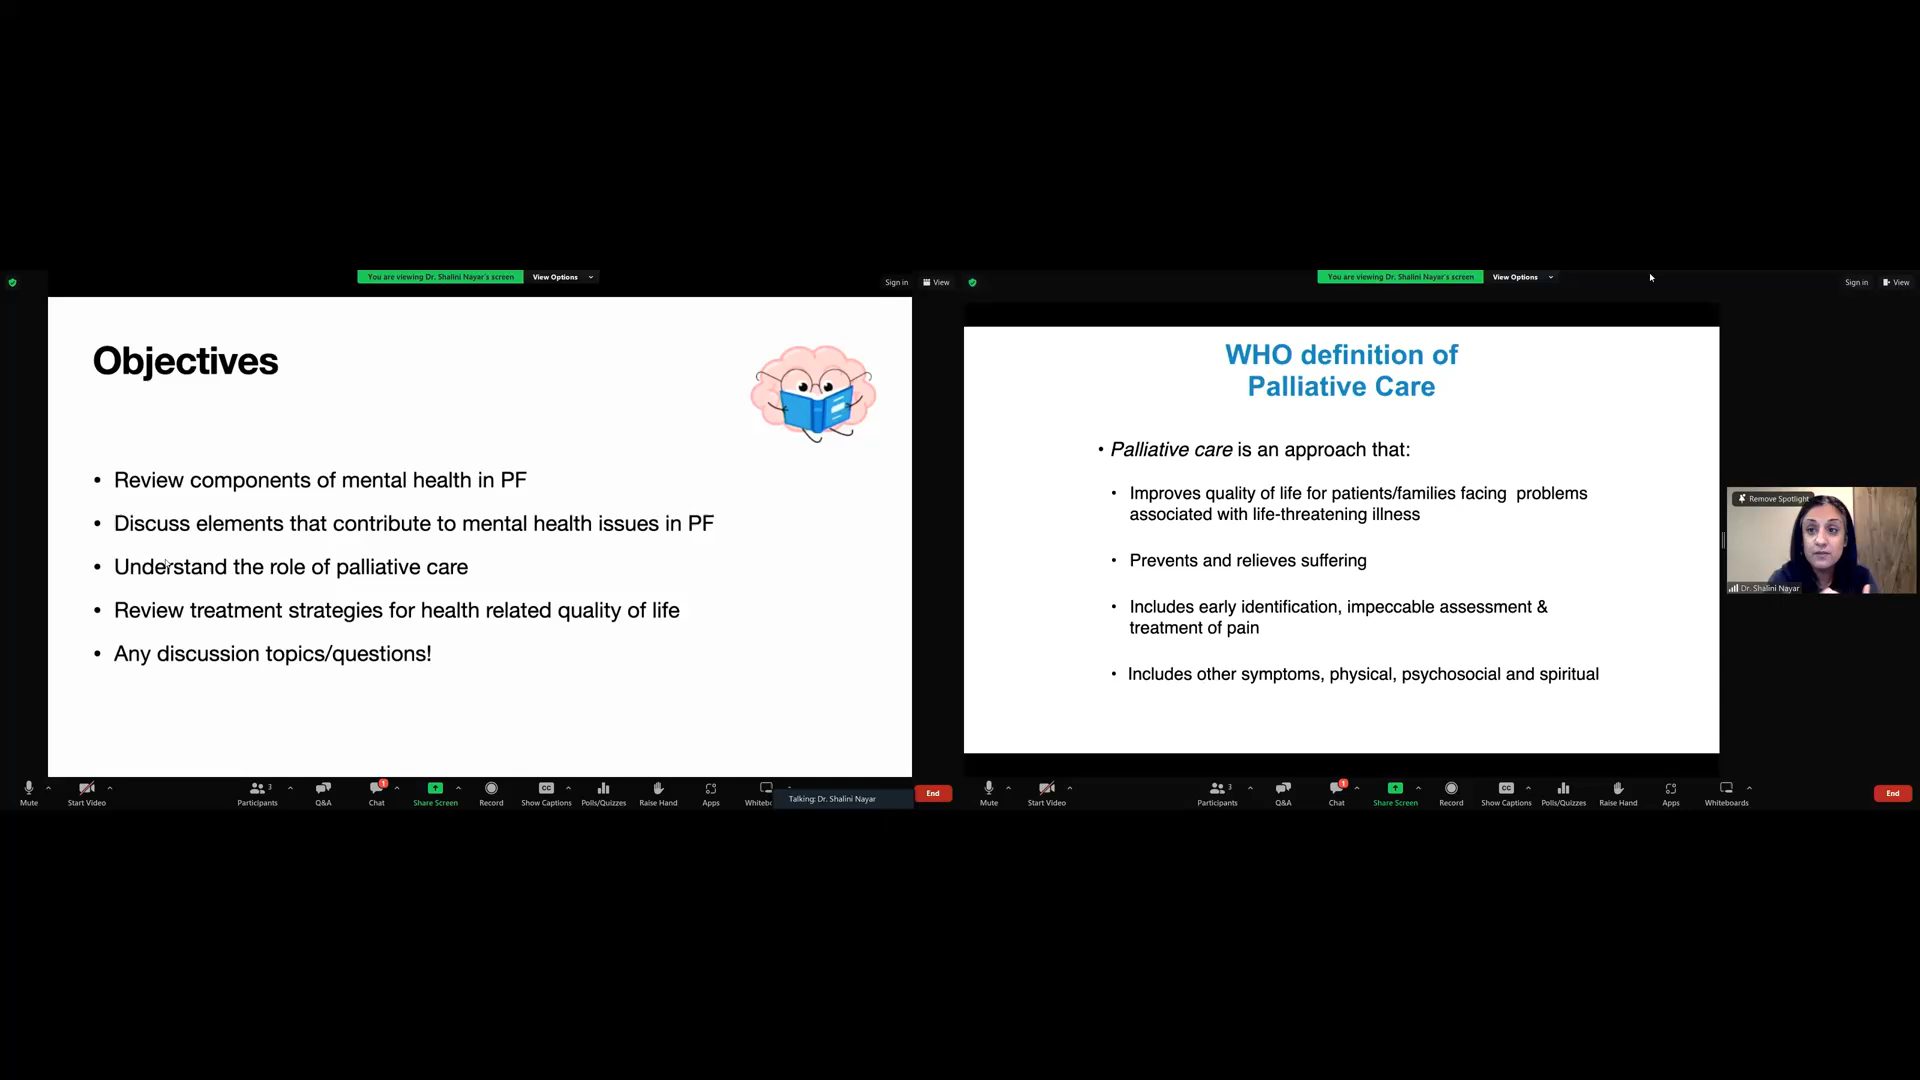 You are viewing Dr. Shalini Nayar's screen
View Options
Sign in
View
Objectives
• Review components of mental health in PF
• Discuss elements that contribute to mental health issues in PF
• Understand the role of palliative care
• Review treatment strategies for health related quality of life
• Any discussion topics/questions!
Mute
Start Video
3
Participants
Q&A
1
Chat
Share Screen
Record
CC
Show Captions
Polls/Quizzes
Raise Hand
Apps
Whitebo
Talking: Dr. Shalini Nayar
End
You are viewing Dr. Shalini Nayar's screen
View Options
Sign in
View
WHO definition of
Palliative Care
• Palliative care is an approach that:
• Improves quality of life for patients/families facing problems
associated with life-threatening illness
• Prevents and relieves suffering
• Includes early identification, impeccable assessment &
treatment of pain
• Includes other symptoms, physical, psychosocial and spiritual
Remove Spotlight
Dr. Shalini Nayar
Mute
Start Video
3
Participants
Q&A
1
Chat
Share Screen
Record
CC
Show Captions
Polls/Quizzes
Raise Hand
Apps
Whiteboards
End